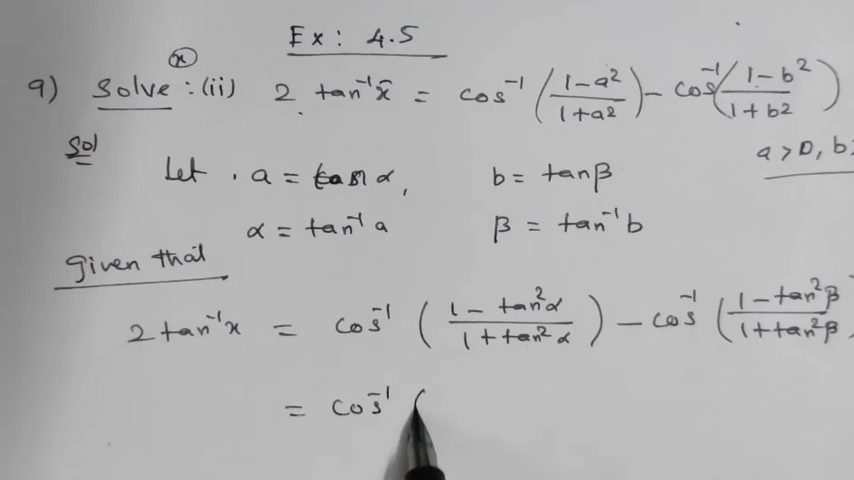 Ex: 4.5
9) Solve : (ii) 2 tan⁻¹x = cos⁻¹((1-a²)/(1+a²)) - cos⁻¹((1-b²)/(1+b²))
x
Sol
a>0, b>
Let, a = tan α, b = tanβ
α = tan⁻¹ a β = tan⁻¹ b
Given that
2 tan⁻¹x = cos⁻¹((1 - tan²α)/(1 + tan²α)) - cos⁻¹((1 - tan²β)/(1 + tan²β
= cos⁻¹(